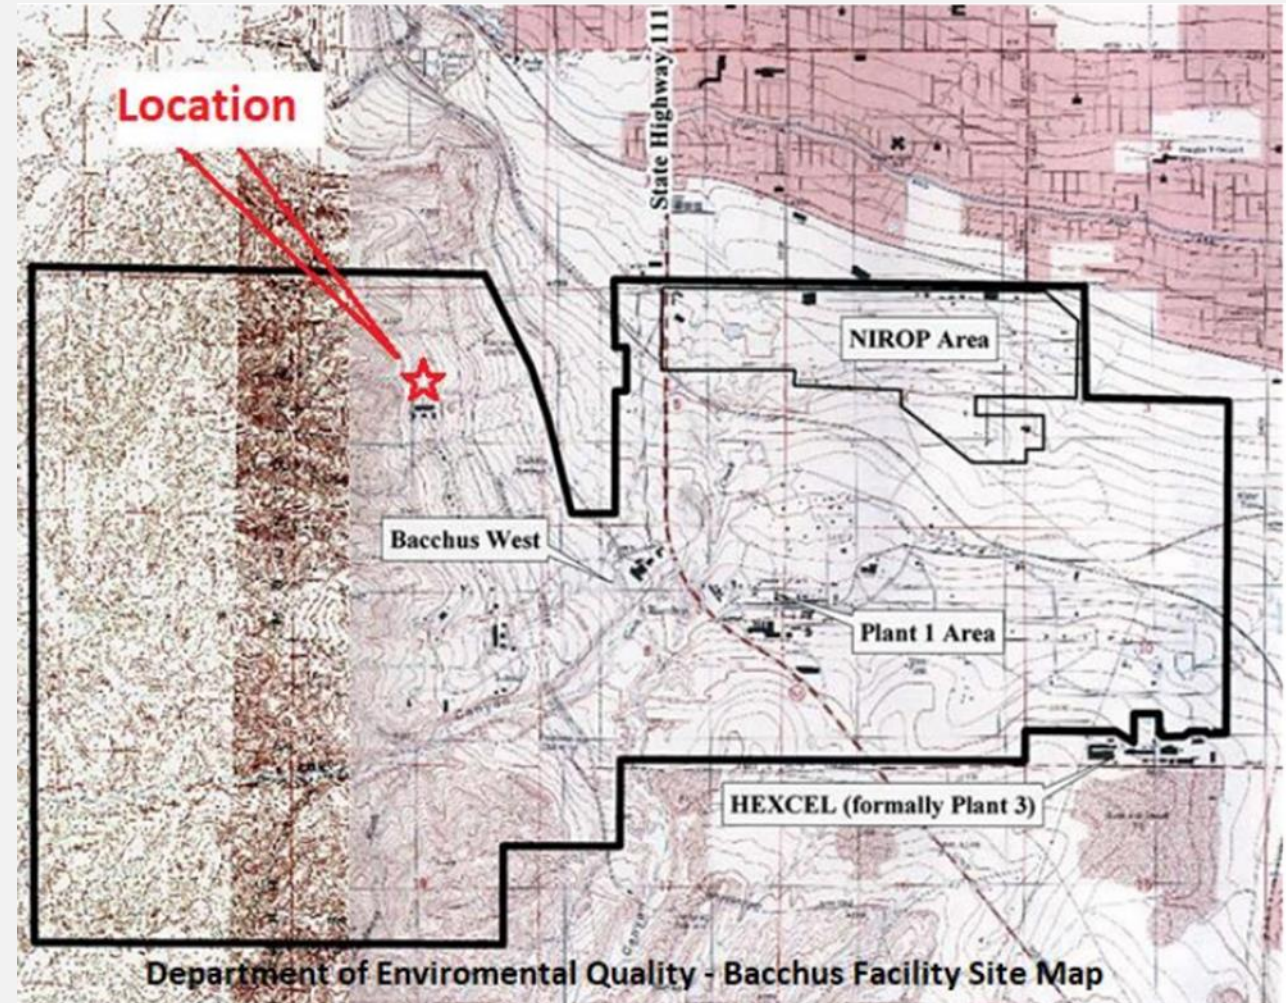 Location
State Highway 111
NIROP Area
Bacchus West
Plant 1 Area
HEXCEL (formally Plant 3)
Department of Enviromental Quality - Bacchus Facility Site Map